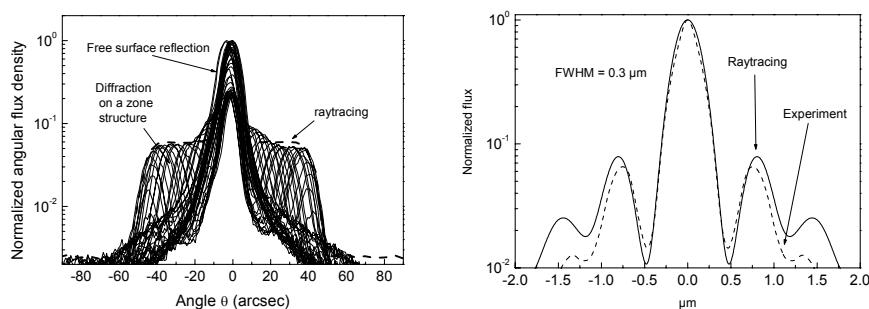 Normalized angular flux density
10⁰
10⁻¹
10⁻²
Free surface reflection
Diffraction
on a zone
structure
raytracing
-80 -60 -40 -20 0 20 40 60 80
Angle θ (arcsec)
Normalized flux
10⁰
10⁻¹
10⁻²
FWHM = 0.3 µm
Raytracing
Experiment
-2.0 -1.5 -1.0 -0.5 0.0 0.5 1.0 1.5 2.0
µm